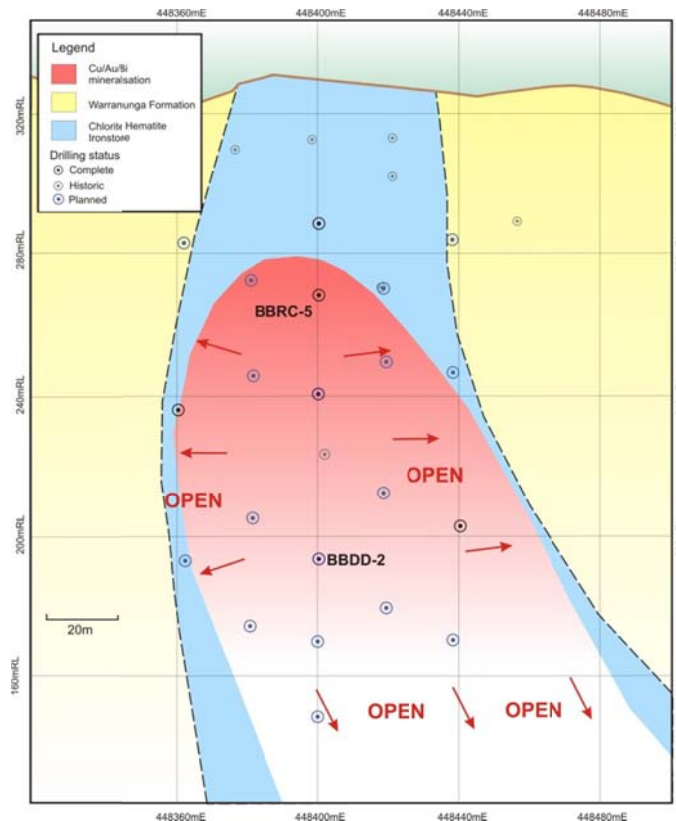 448360mE
448400mE
448440mE
448480mE
Legend
Cu/Au/Bi
mineralisation
Warranunga Formation
Chlorite Hematite
Ironstore
Drilling status
Complete
Historic
Planned
320mRL
280mRL
BBRC-5
240mRL
OPEN
OPEN
200mRL
BBDD-2
20m
160mRL
OPEN
OPEN
448360mE
448400mE
448440mE
448480mE